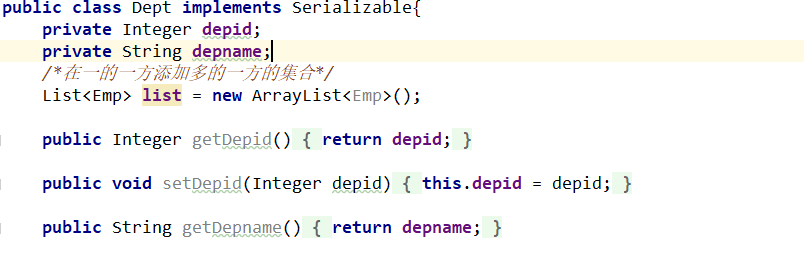 public class Dept implements Serializable{
private Integer depid;
private String depname;
/*在一的一方添加多的一方的集合*/
List<Emp> list = new ArrayList<Emp>();
public Integer getDepid() { return depid; }
public void setDepid(Integer depid) { this.depid = depid; }
public String getDepname() { return depname; }